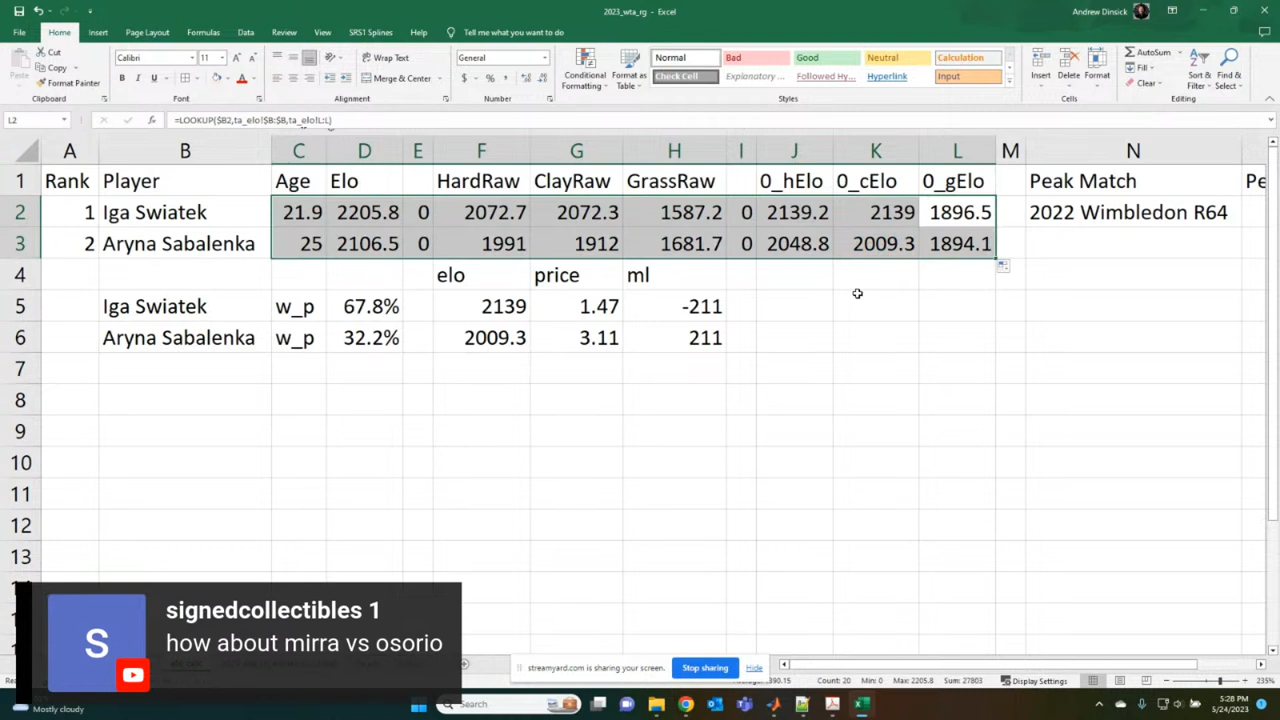 2023_wta_rg - Excel
Andrew Dinsick
File Home Insert Page Layout Formulas Data Review View SRS1 Splines Help Tell me what you want to do
Cut
Copy
Format Painter
Paste
Clipboard
Calibri 11
B I U
Font
Wrap Text
Merge & Center
Alignment
General
$ % ,
Number
Conditional Formatting
Format as Table
Normal Bad Good Neutral Calculation
Check Cell Explanatory ... Followed Hy... Hyperlink Input
Styles
Insert Delete Format
Cells
AutoSum
Fill
Clear
Sort & Filter
Find & Select
Editing
L2 fx =LOOKUP($B2,ta_elo!$B:$B,ta_elo!L:L)
A B C D E F G H I J K L M N
1 Rank Player Age Elo HardRaw ClayRaw GrassRaw 0_hElo 0_cElo 0_gElo Peak Match Pe
2 1 Iga Swiatek 21.9 2205.8 0 2072.7 2072.3 1587.2 0 2139.2 2139 1896.5 2022 Wimbledon R64
3 2 Aryna Sabalenka 25 2106.5 0 1991 1912 1681.7 0 2048.8 2009.3 1894.1
4 elo price ml
5 Iga Swiatek w_p 67.8% 2139 1.47 -211
6 Aryna Sabalenka w_p 32.2% 2009.3 3.11 211
7
8
9
10
11
12
13
S
signedcollectibles 1
how about mirra vs osorio
streamyard.com is sharing your screen. Stop sharing Hide
Count: 20 Min: 0 Max: 2205.8 Sum: 27803 Display Settings 235%
Mostly cloudy
Search
5:28 PM
5/24/2023